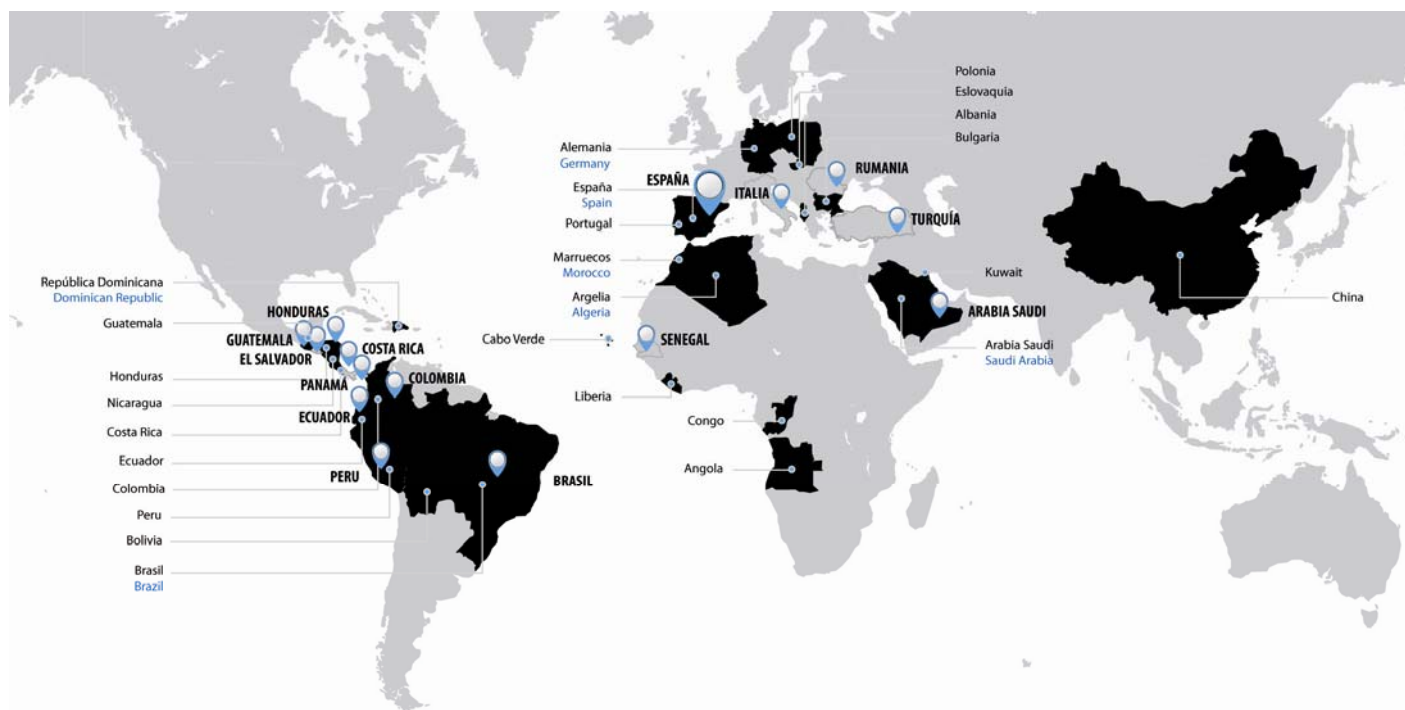 Polonia
Eslovaquia
Albania
Bulgaria
Alemania
Germany
RUMANIA
ESPAÑA
España
Spain
ITALIA
Portugal
TURQUÍA
Marruecos
Morocco
Kuwait
República Dominicana
Dominican Republic
Argelia
Algeria
China
HONDURAS
ARABIA SAUDI
Guatemala
GUATEMALA
Cabo Verde
SENEGAL
Arabia Saudi
Saudi Arabia
COSTA RICA
EL SALVADOR
Honduras
PANAMÁ
COLOMBIA
Nicaragua
Liberia
ECUADOR
Congo
Costa Rica
Ecuador
Angola
PERU
BRASIL
Colombia
Peru
Bolivia
Brasil
Brazil